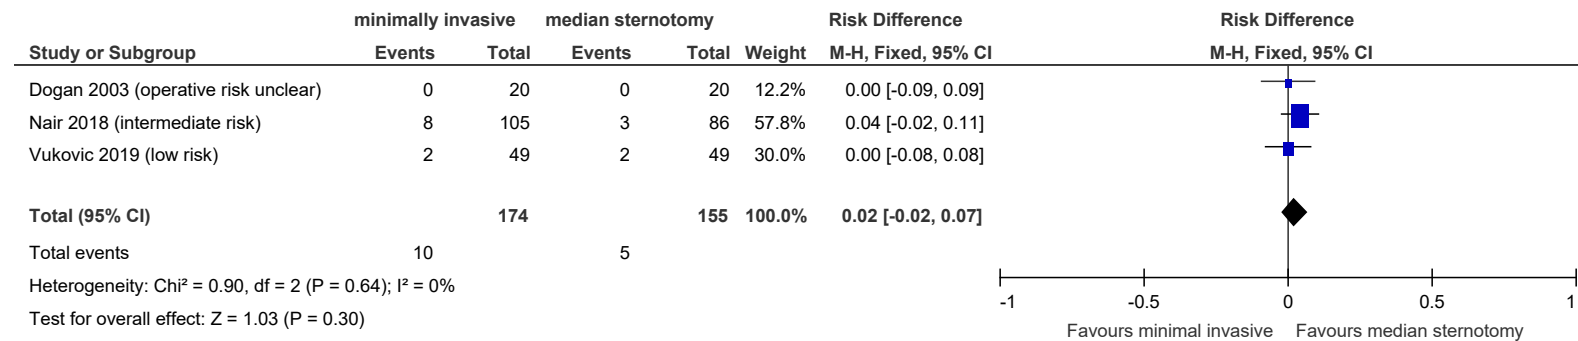 minimally invasive median sternotomy Risk Difference Risk Difference
Study or Subgroup Events Total Events Total Weight M-H, Fixed, 95% CI M-H, Fixed, 95% CI
Dogan 2003 (operative risk unclear) 0 20 0 20 12.2% 0.00 [-0.09, 0.09]
Nair 2018 (intermediate risk) 8 105 3 86 57.8% 0.04 [-0.02, 0.11]
Vukovic 2019 (low risk) 2 49 2 49 30.0% 0.00 [-0.08, 0.08]
Total (95% CI) 174 155 100.0% 0.02 [-0.02, 0.07]
Total events 10 5
Heterogeneity: Chi² = 0.90, df = 2 (P = 0.64); I² = 0%
Test for overall effect: Z = 1.03 (P = 0.30)
-1 -0.5 0 0.5 1
Favours minimal invasive Favours median sternotomy